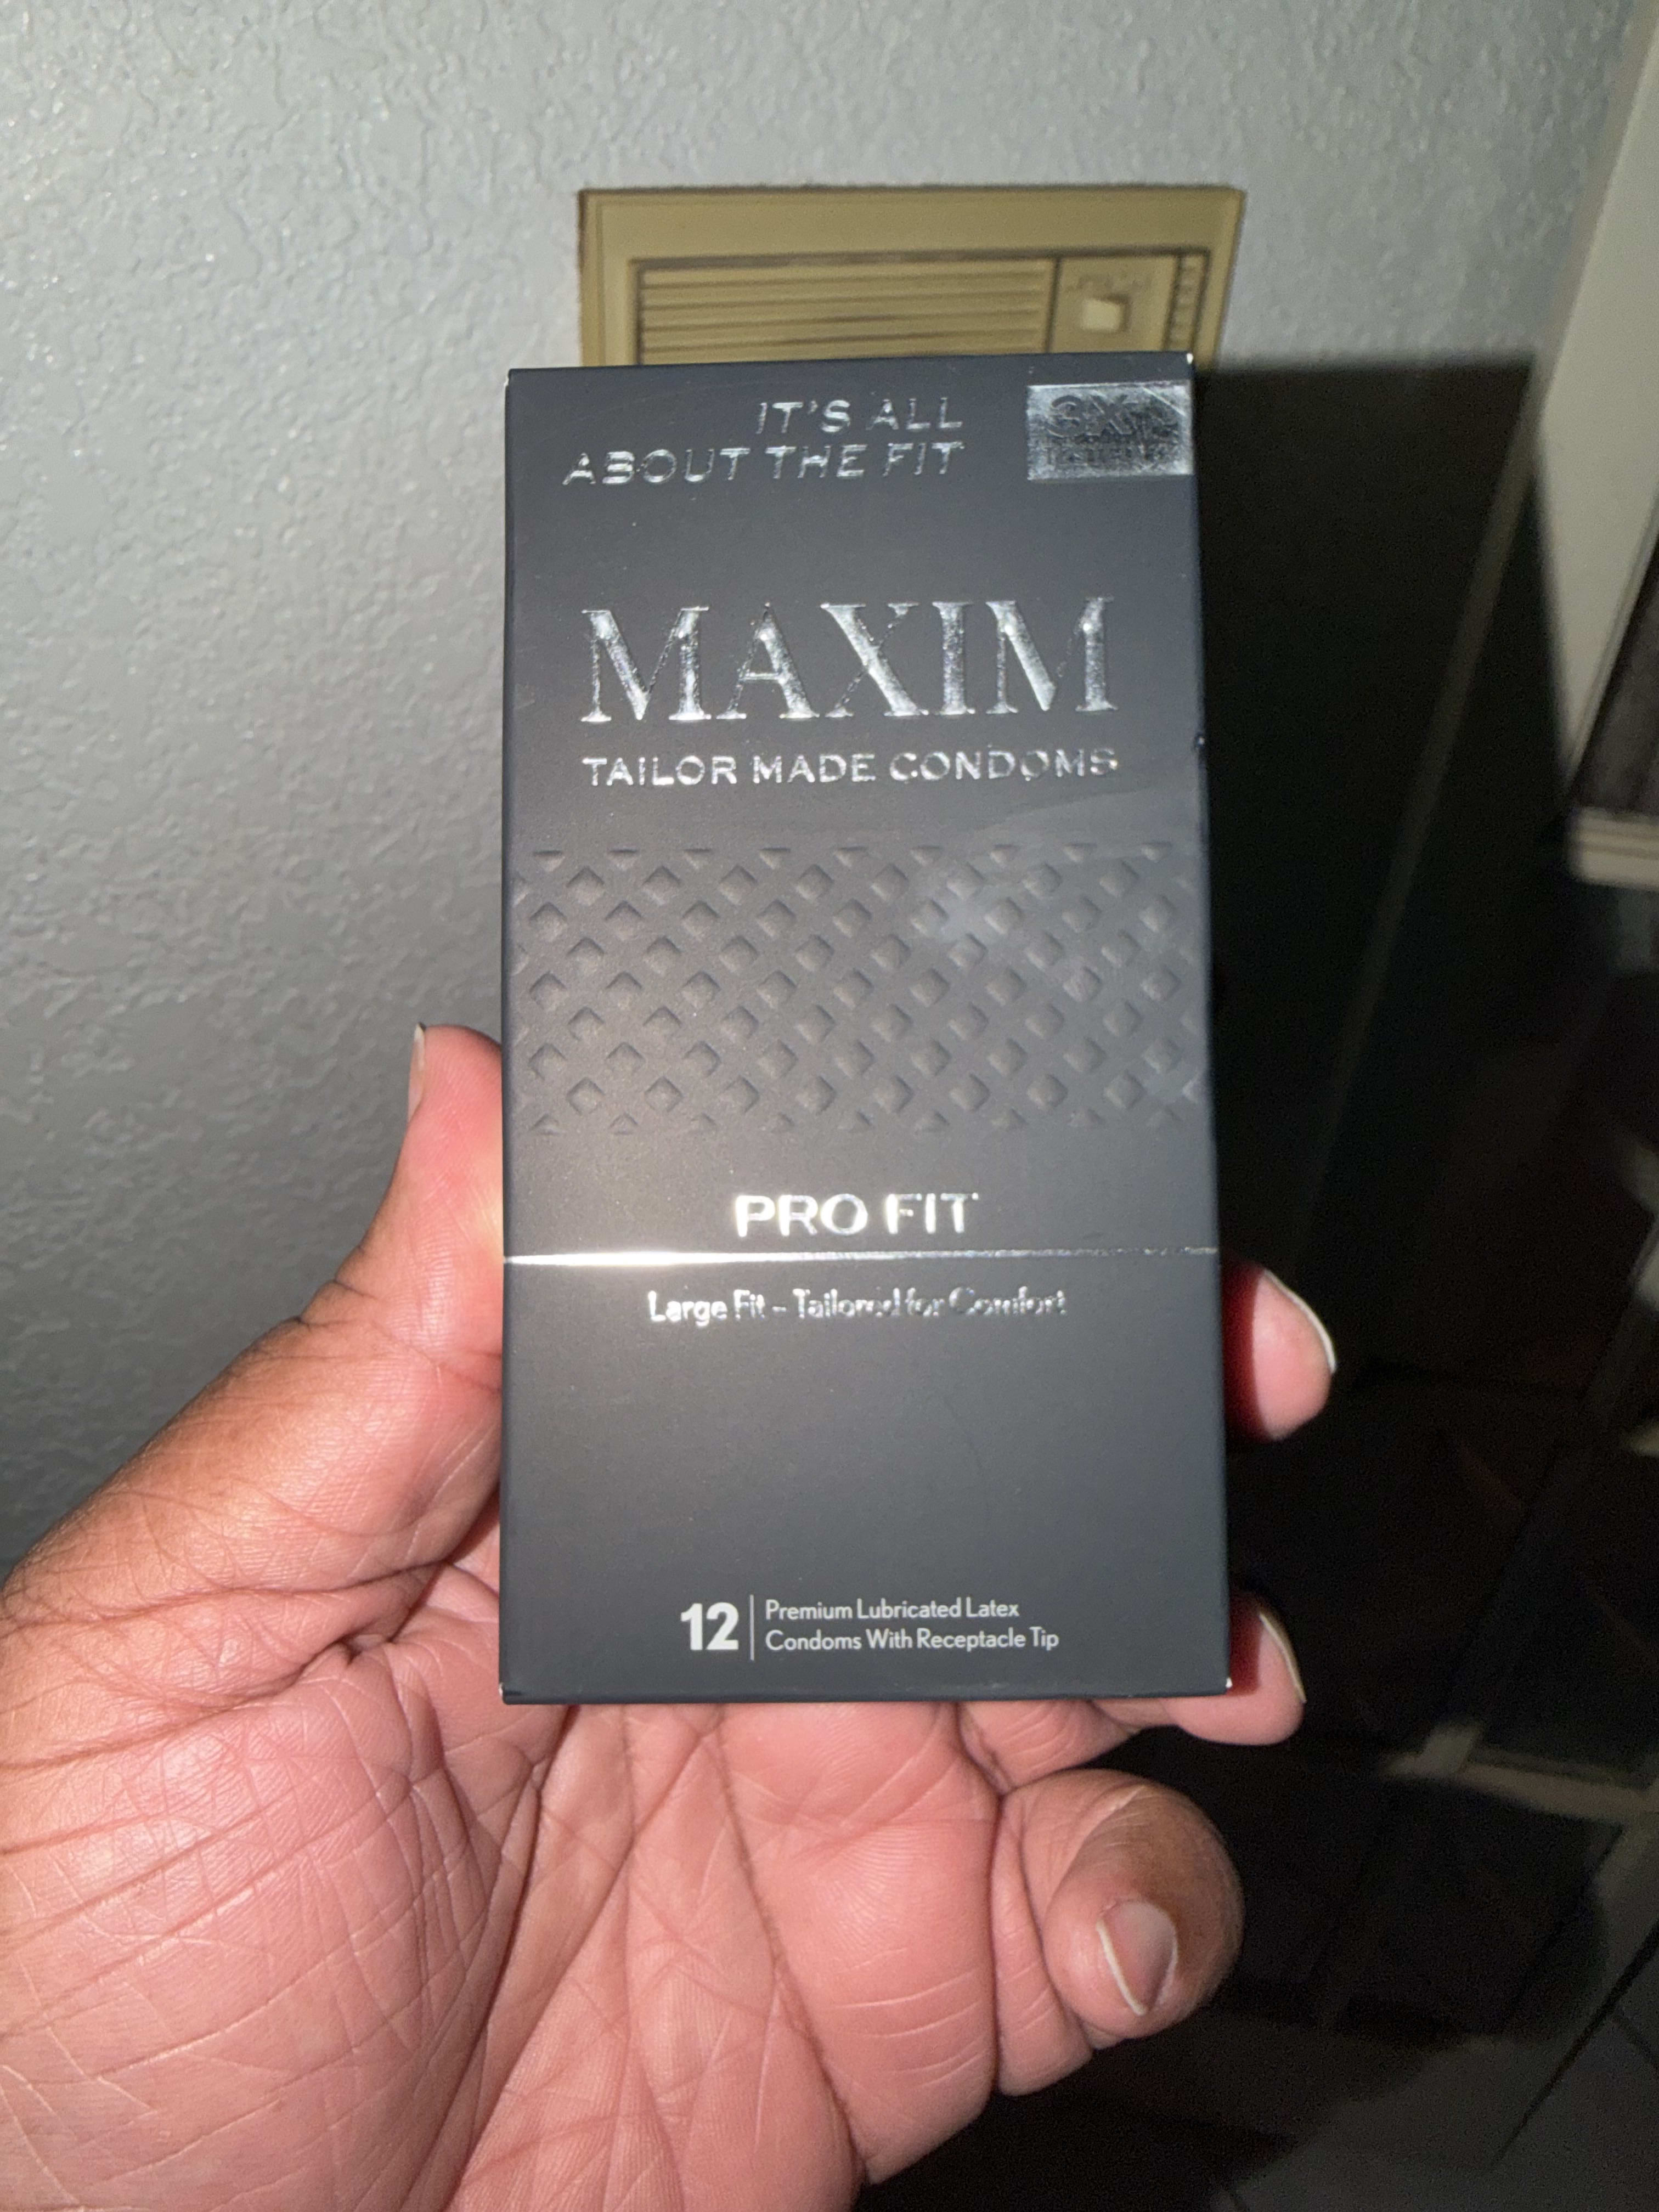 IT'S ALL
ABOUT THE FIT
MAXIM
TAILOR MADE CONDOMS
PRO FIT
Large Fit – Tailored for Comfort
12
Premium Lubricated Latex
Condoms With Receptacle Tip